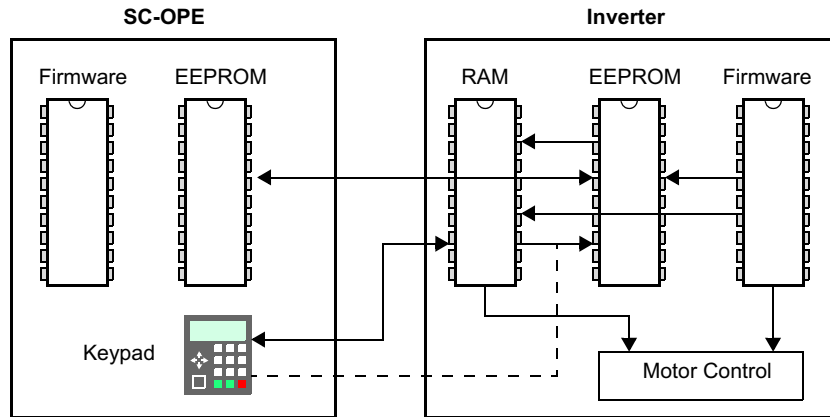 SC-OPE
Inverter
Firmware
EEPROM
RAM
EEPROM
Firmware
Keypad
Motor Control